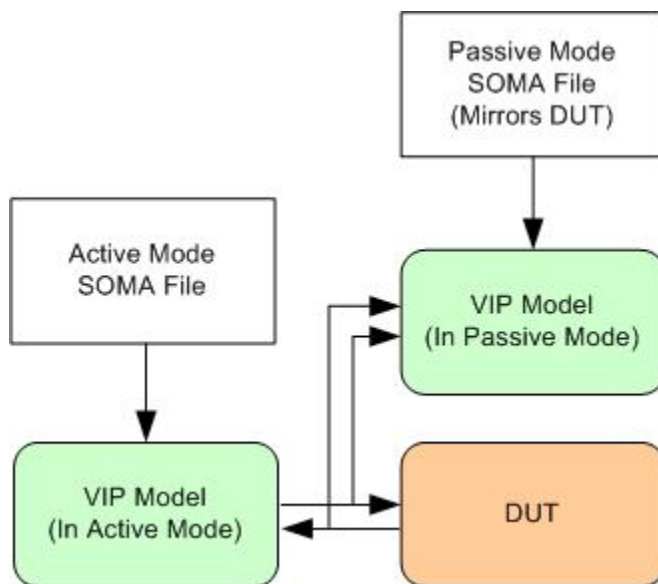 Passive Mode
SOMA File
(Mirrors DUT)
Active Mode
SOMA File
VIP Model
(In Passive Mode)
VIP Model
(In Active Mode)
DUT